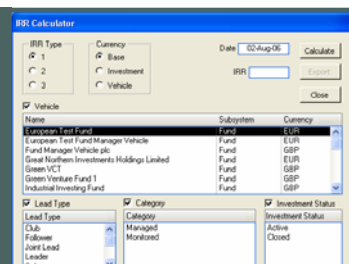 IRR Calculator
IRR Type
1
2
3
Currency
Base
Investment
Vehicle
Date 02-Aug-06
IRR
Calculate
Export
Close
Vehicle
Name Subsystem Currency
European Test Fund Fund EUR
European Test Fund Manager Vehicle Fund EUR
Fund Manager Vehicle plc Fund GBP
Great Northern Investments Holdings Limited Fund GBP
Green VCT Fund GBP
Green Venture Fund 1 Fund GBP
Industrial Investing Fund Fund GBP
Lead Type
Lead Type
Club
Follower
Joint Lead
Leader
Category
Category
Managed
Monitored
Investment Status
Investment Status
Active
Closed